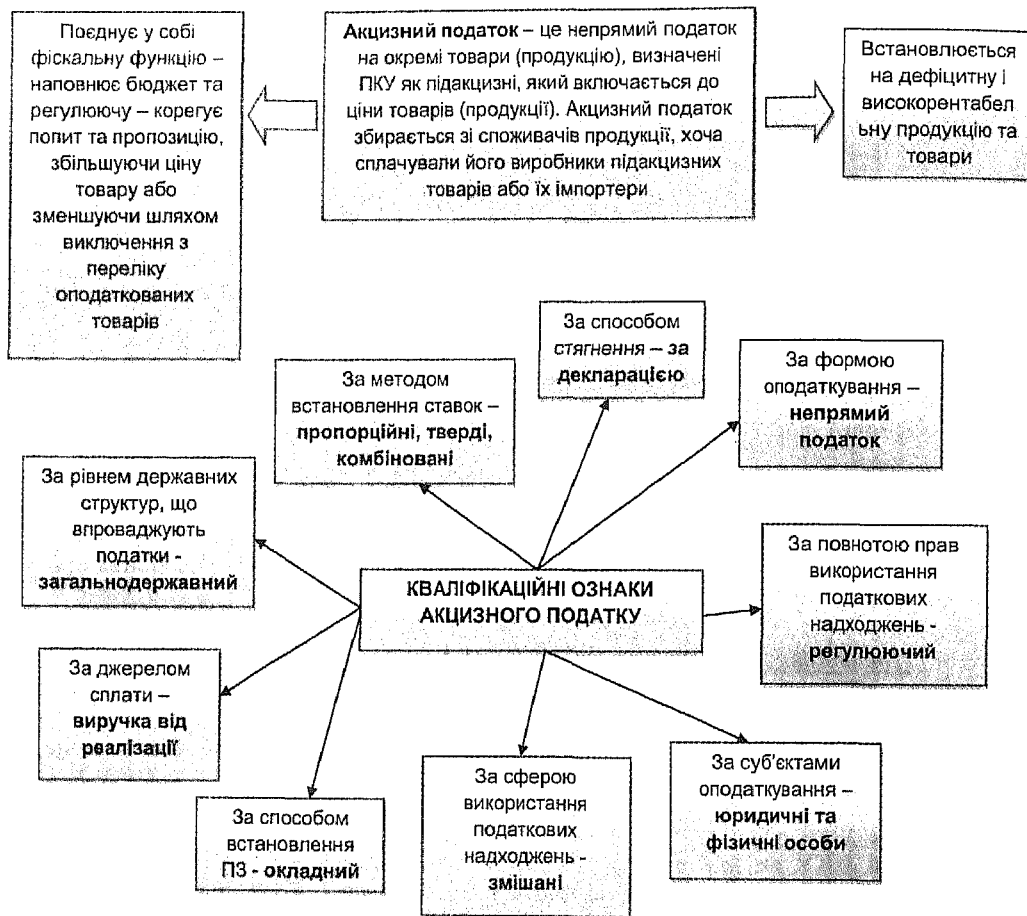 Поєднує у собі
фіскальну функцію –
наповнює бюджет та
регулюючу – корегує
попит та пропозицію,
збільшуючи ціну
товару або
зменшуючи шляхом
виключення з
переліку
оподаткованих
товарів
Акцизний податок – це непрямий податок
на окремі товари (продукцію), визначені
ПКУ як підакцизні, який включається до
ціни товарів (продукції). Акцизний податок
збирається зі споживачів продукції, хоча
сплачували його виробники підакцизних
товарів або їх імпортери
Встановлюється
на дефіцитну і
високорентабел
ьну продукцію та
товари
За способом
стягнення – за
декларацією
За методом
встановлення ставок –
пропорційні, тверді,
комбіновані
За формою
оподаткування –
непрямий
податок
За рівнем державних
структур, що
впроваджують
податки -
загальнодержавний
За повнотою прав
використання
податкових
надходжень -
регулюючий
КВАЛІФІКАЦІЙНІ ОЗНАКИ
АКЦИЗНОГО ПОДАТКУ
За джерелом
сплати –
виручка від
реалізації
За способом
встановлення
ПЗ - окладний
За сферою
використання
податкових
надходжень -
змішані
За суб'єктами
оподаткування –
юридичні та
фізичні особи